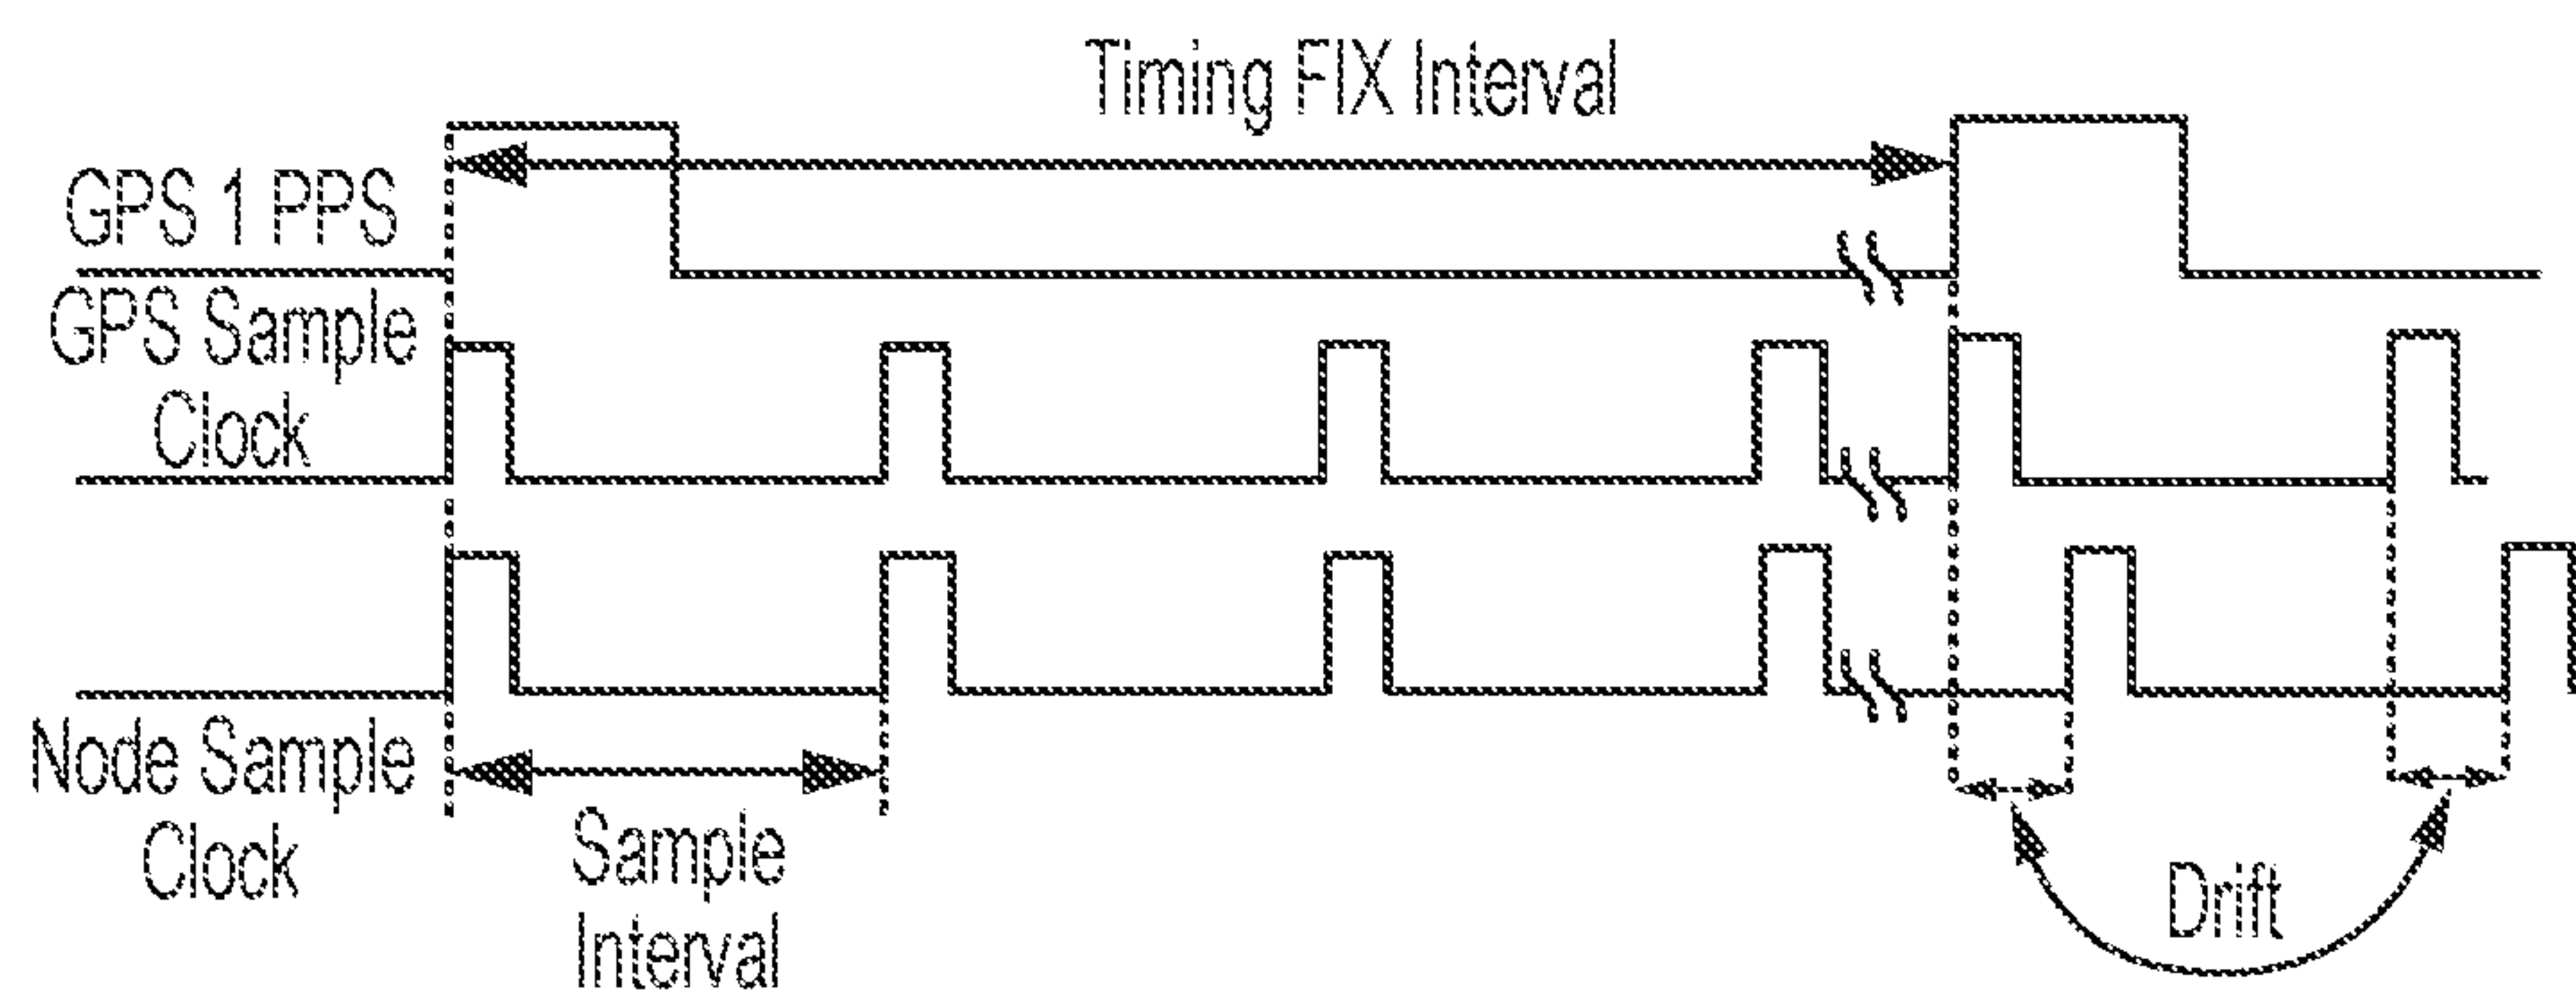 Timing FIX Interval
GPS 1 PPS
GPS Sample
Clock
Node Sample
Clock
Sample
Interval
Drift